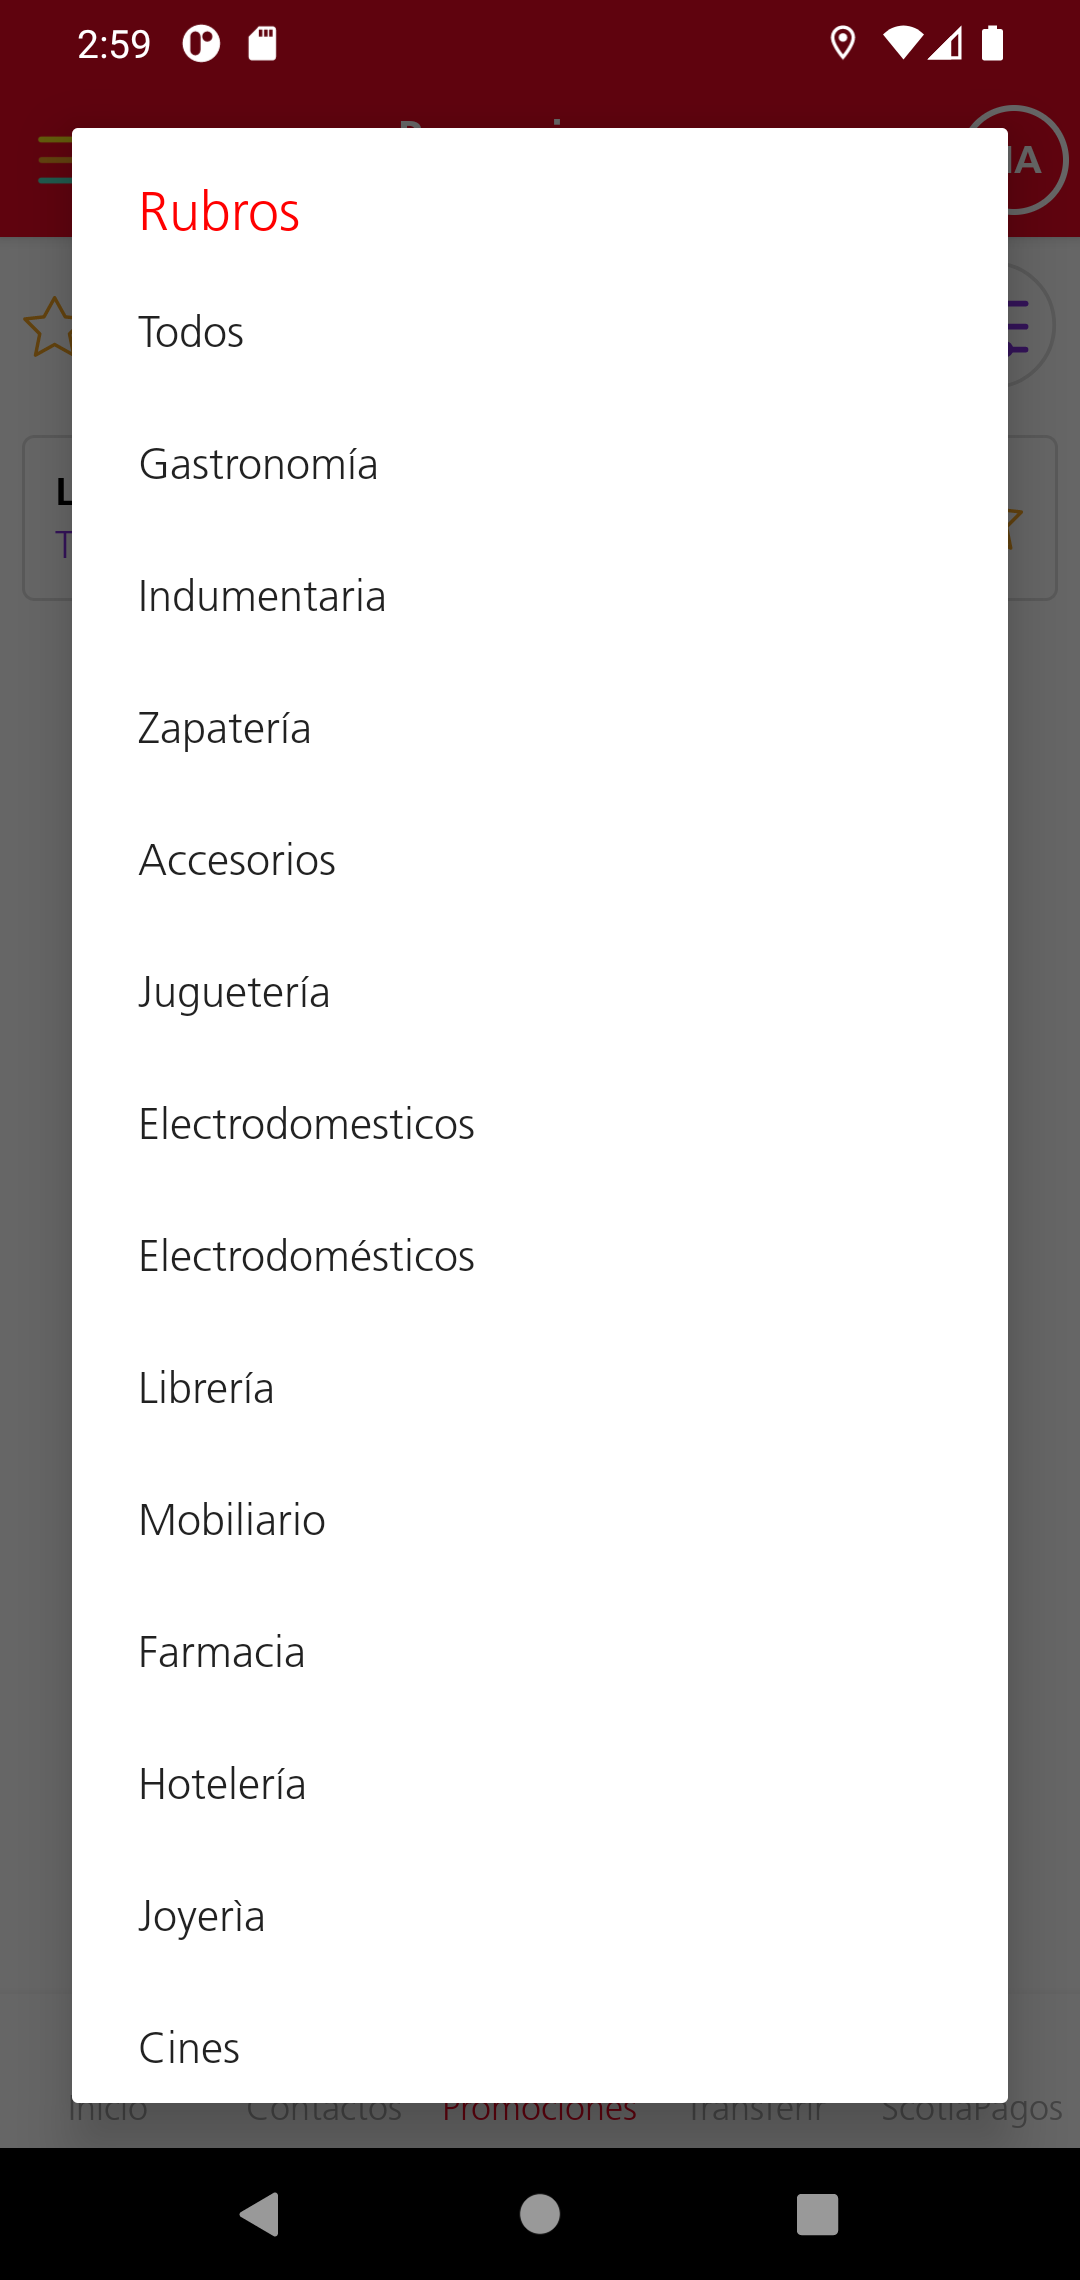 2:59
Rubros
Todos
Gastronomía
Indumentaria
Zapatería
Accesorios
Juguetería
Electrodomesticos
Electrodomésticos
Librería
Mobiliario
Farmacia
Hotelería
Joyerìa
Cines
Inicio Contactos Promociones Transferir ScotiaPagos